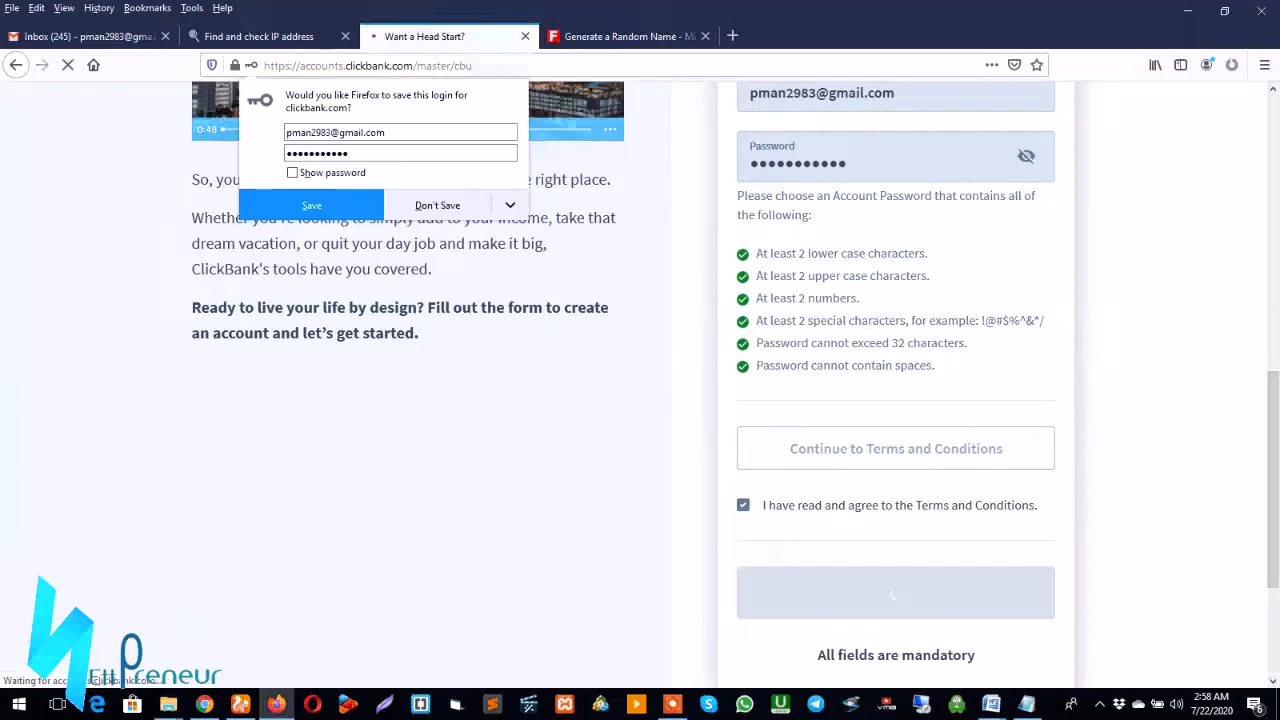 File Edit View History Bookmarks Tools Help
Inbox (245) - pman2983@gmai
Find and check IP address
Want a Head Start?
Generate a Random Name - Mi
https://accounts.clickbank.com/master/cbu
Would you like Firefox to save this login for
clickbank.com?
pman2983@gmail.com
•••••••••••
Show password
Save
Don't Save
0:48
So, you
e right place.
Whether you're looking to simply add to your income, take that
dream vacation, or quit your day job and make it big,
ClickBank's tools have you covered.
Ready to live your life by design? Fill out the form to create
an account and let's get started.
pman2983@gmail.com
Password
•••••••••••
Please choose an Account Password that contains all of
the following:
At least 2 lower case characters.
At least 2 upper case characters.
At least 2 numbers.
At least 2 special characters, for example: !@#$%^&*/
Password cannot exceed 32 characters.
Password cannot contain spaces.
Continue to Terms and Conditions
I have read and agree to the Terms and Conditions.
All fields are mandatory
Waiting for
2:58 AM
7/22/2020